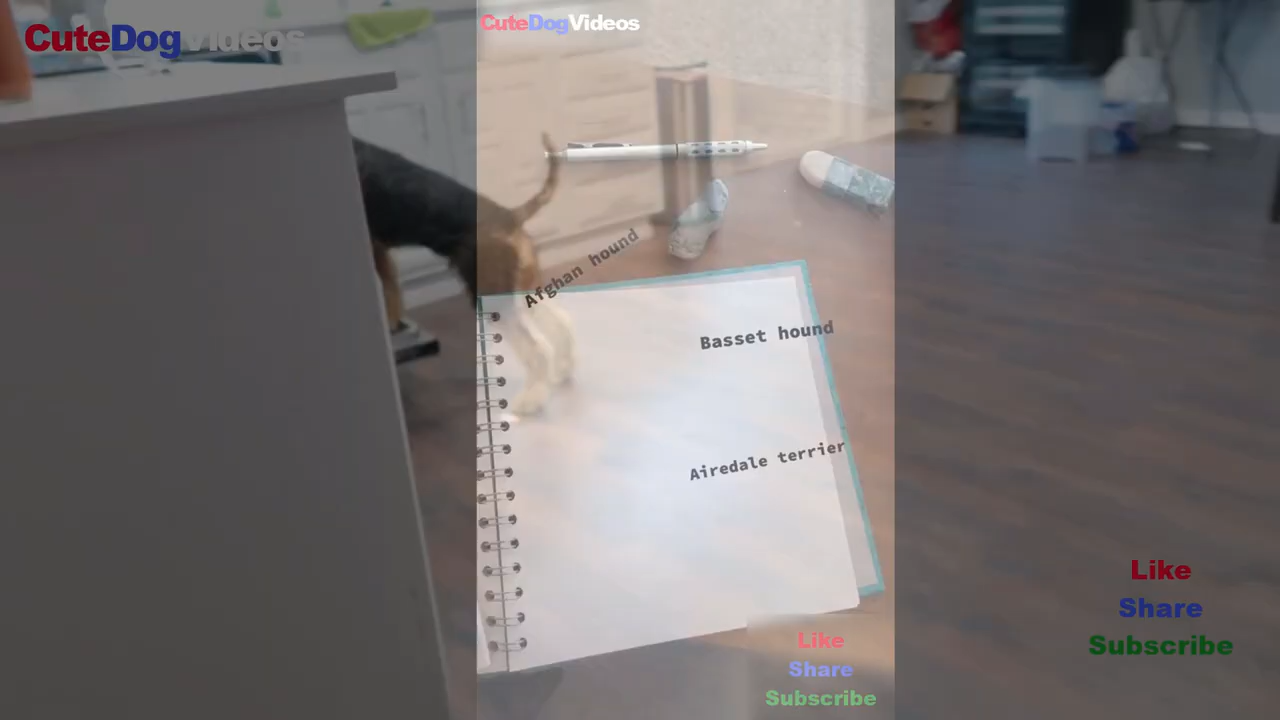 CuteDogVideos
CuteDogVideos
Afghan hound
Basset hound
Airedale terrier
Like
Share
Subscribe
Like
Share
Subscribe